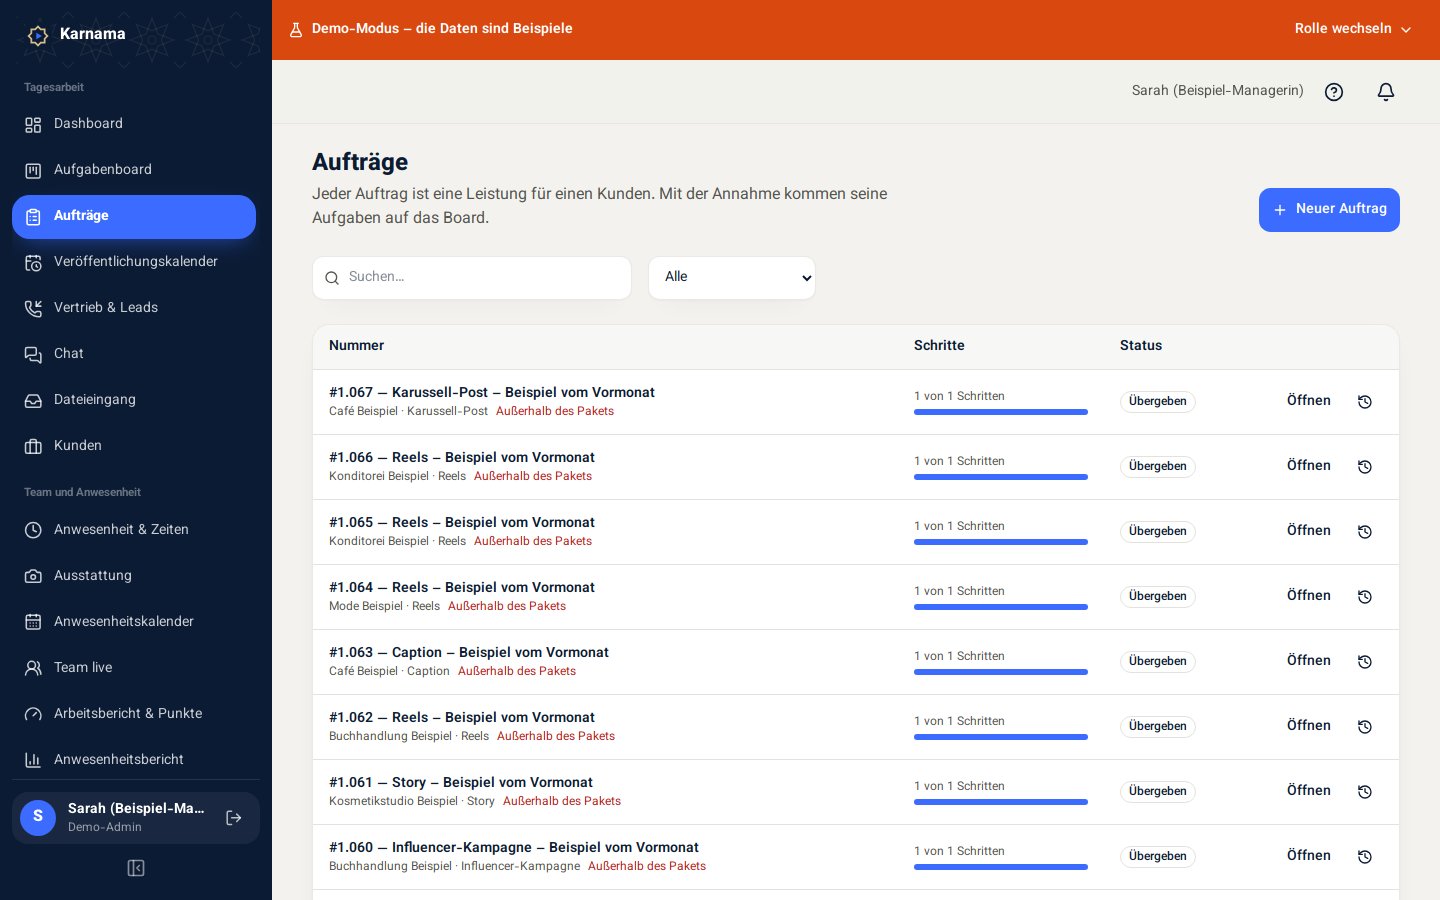 Karnama
Tagesarbeit
Dashboard
Aufgabenboard
Aufträge
Veröffentlichungskalender
Vertrieb & Leads
Chat
Dateieingang
Kunden
Team und Anwesenheit
Anwesenheit & Zeiten
Ausstattung
Anwesenheitskalender
Team live
Arbeitsbericht & Punkte
Anwesenheitsbericht
S
Sarah (Beispiel-Ma...
Demo-Admin
Demo-Modus – die Daten sind Beispiele
Rolle wechseln
Sarah (Beispiel-Managerin)
Aufträge
Jeder Auftrag ist eine Leistung für einen Kunden. Mit der Annahme kommen seine
Aufgaben auf das Board.
Neuer Auftrag
Suchen...
Alle
Nummer Schritte Status
#1.067 — Karussell-Post – Beispiel vom Vormonat
Café Beispiel · Karussell-Post Außerhalb des Pakets
1 von 1 Schritten
Übergeben
Öffnen
#1.066 — Reels – Beispiel vom Vormonat
Konditorei Beispiel · Reels Außerhalb des Pakets
1 von 1 Schritten
Übergeben
Öffnen
#1.065 — Reels – Beispiel vom Vormonat
Konditorei Beispiel · Reels Außerhalb des Pakets
1 von 1 Schritten
Übergeben
Öffnen
#1.064 — Reels – Beispiel vom Vormonat
Mode Beispiel · Reels Außerhalb des Pakets
1 von 1 Schritten
Übergeben
Öffnen
#1.063 — Caption – Beispiel vom Vormonat
Café Beispiel · Caption Außerhalb des Pakets
1 von 1 Schritten
Übergeben
Öffnen
#1.062 — Reels – Beispiel vom Vormonat
Buchhandlung Beispiel · Reels Außerhalb des Pakets
1 von 1 Schritten
Übergeben
Öffnen
#1.061 — Story – Beispiel vom Vormonat
Kosmetikstudio Beispiel · Story Außerhalb des Pakets
1 von 1 Schritten
Übergeben
Öffnen
#1.060 — Influencer-Kampagne – Beispiel vom Vormonat
Buchhandlung Beispiel · Influencer-Kampagne Außerhalb des Pakets
1 von 1 Schritten
Übergeben
Öffnen